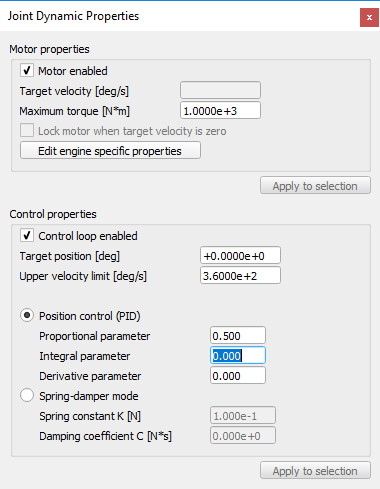 Joint Dynamic Properties
x
Motor properties
Motor enabled
Target velocity [deg/s]
Maximum torque [N*m] 1.0000e+3
Lock motor when target velocity is zero
Edit engine specific properties
Apply to selection
Control properties
Control loop enabled
Target position [deg] +0.0000e+0
Upper velocity limit [deg/s] 3.6000e+2
Position control (PID)
Proportional parameter 0.500
Integral parameter 0.000
Derivative parameter 0.000
Spring-damper mode
Spring constant K [N] 1.000e-1
Damping coefficient C [N*s] 0.000e+0
Apply to selection